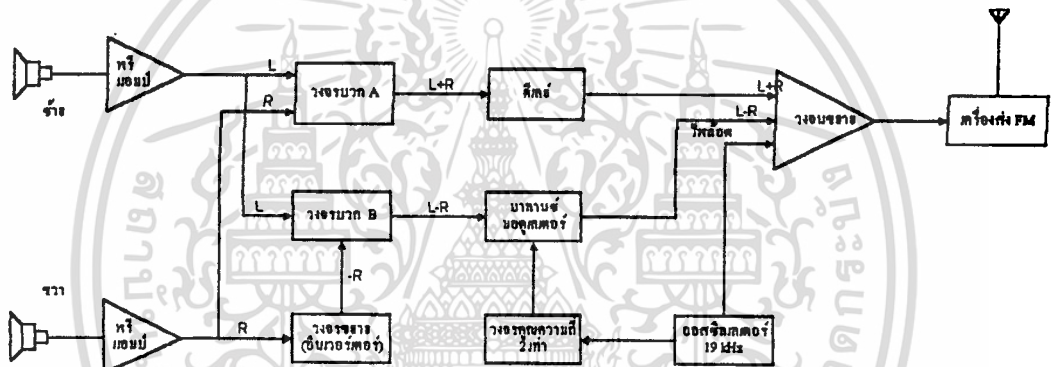 พรี
แอมป์
ซ้าย
L
R
วงจรบวก A
L+R
ดีเลย์
L+R
L-R
ไพล็อต
วงจรขยาย
เครื่องส่ง FM
L
วงจรบวก B
L-R
บาลานซ์
มอดูเลเตอร์
-R
ขวา
พรี
แอมป์
R
วงจรขยาย
(อินเวอร์เตอร์)
วงจรคูณความถี่
2 เท่า
ออสซิลเลเตอร์
19 kHz